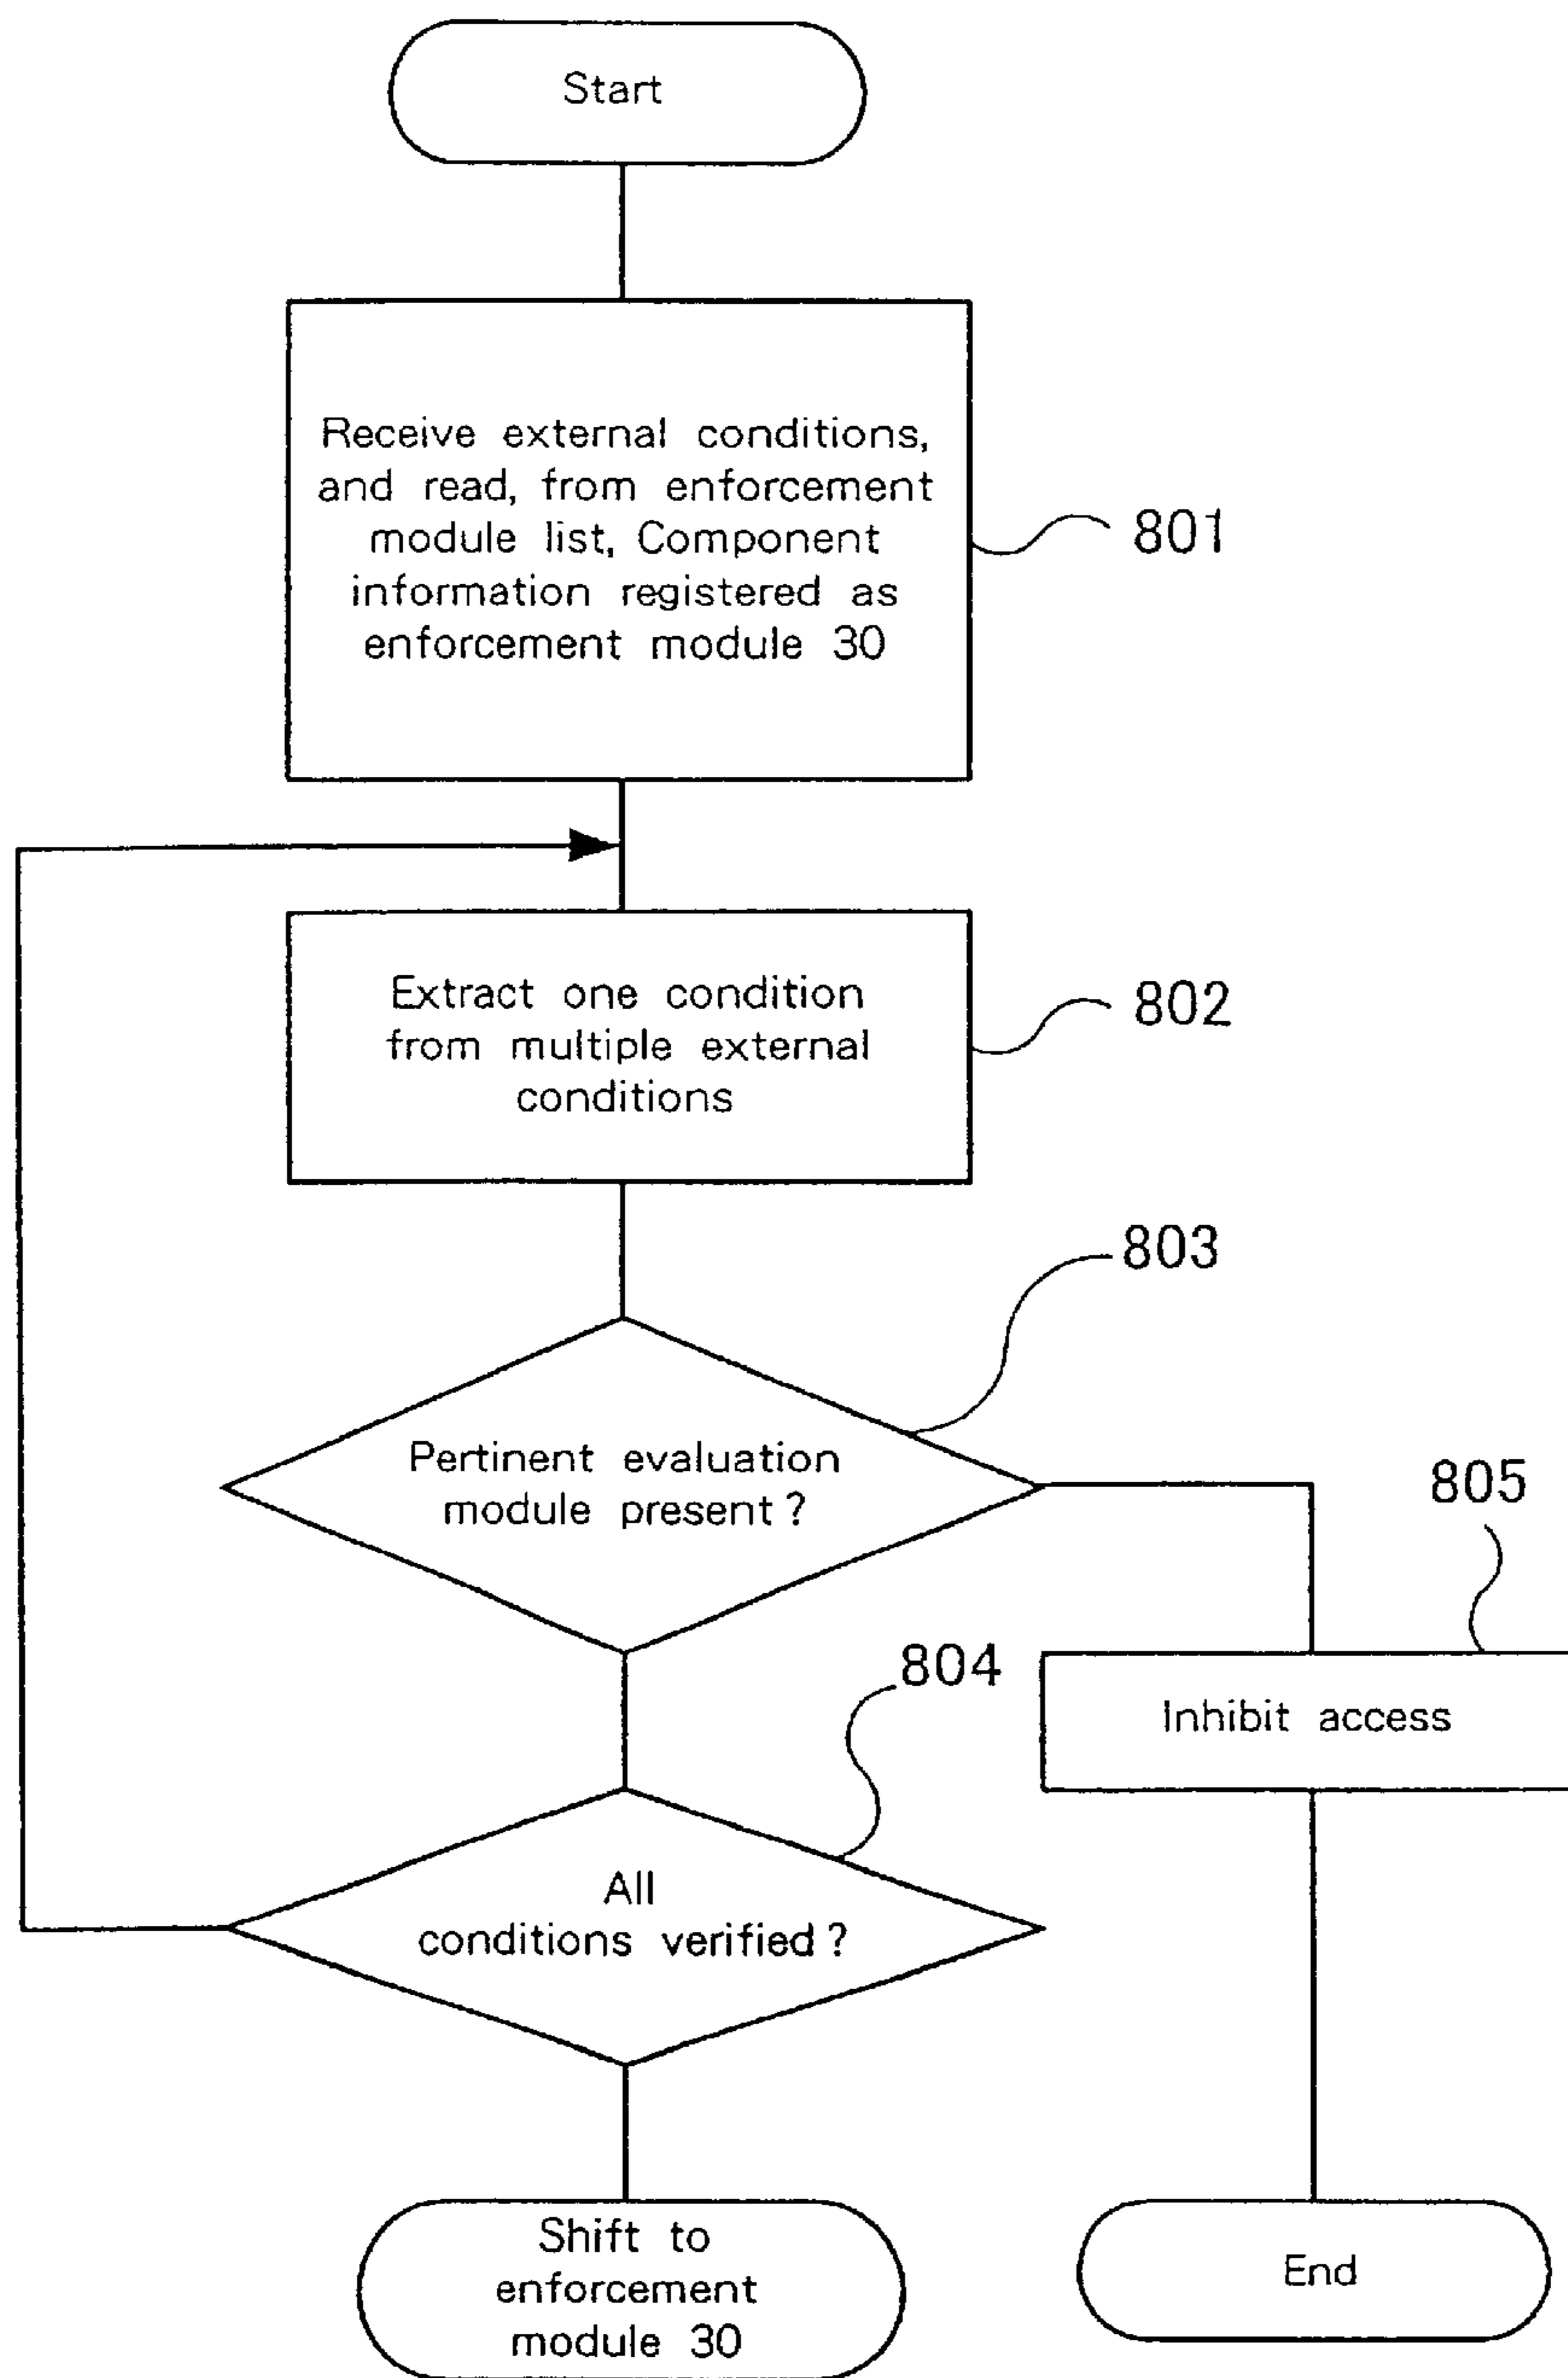 Start
Receive external conditions,
and read, from enforcement
module list, Component
information registered as
enforcement module 30
801
Extract one condition
from multiple external
conditions
802
803
Pertinent evaluation
module present?
805
804
Inhibit access
All
conditions verified?
Shift to
enforcement
module 30
End